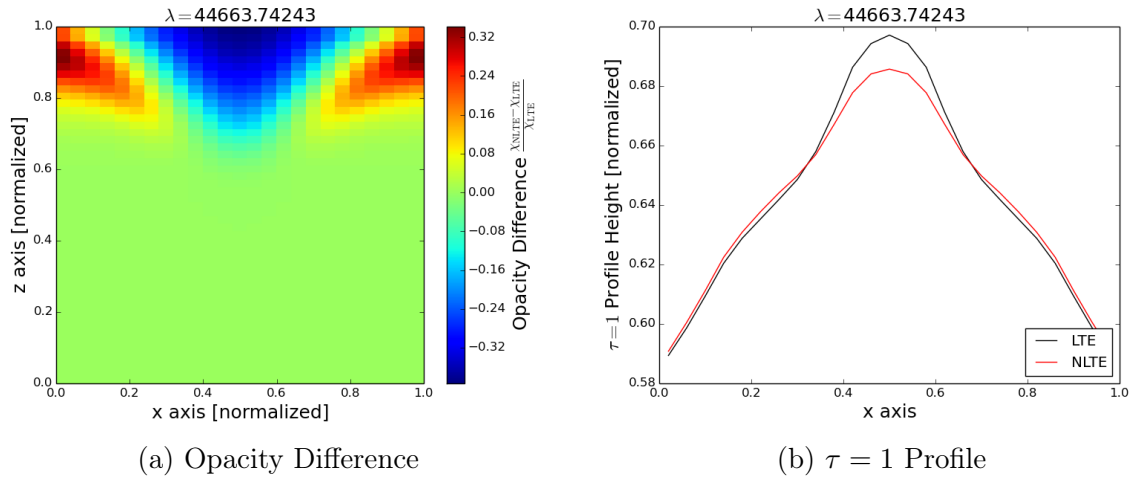 λ=44663.74243
1.0
0.8
0.6
0.4
0.2
0.0
z axis [normalized]
0.0 0.2 0.4 0.6 0.8 1.0
x axis [normalized]
0.32
0.24
0.16
0.08
0.00
−0.08
−0.16
−0.24
−0.32
Opacity Difference (χNLTE−χLTE)/χLTE
(a) Opacity Difference
λ=44663.74243
0.70
0.68
0.66
0.64
0.62
0.60
0.58
τ=1 Profile Height [normalized]
0.0 0.2 0.4 0.6 0.8 1.0
x axis
LTE
NLTE
(b) τ = 1 Profile